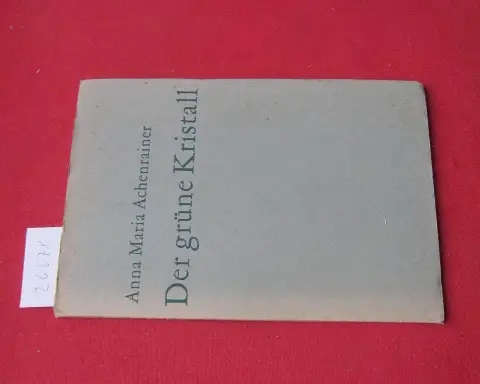 Anna Maria Achenrainer
Der grüne Kristall